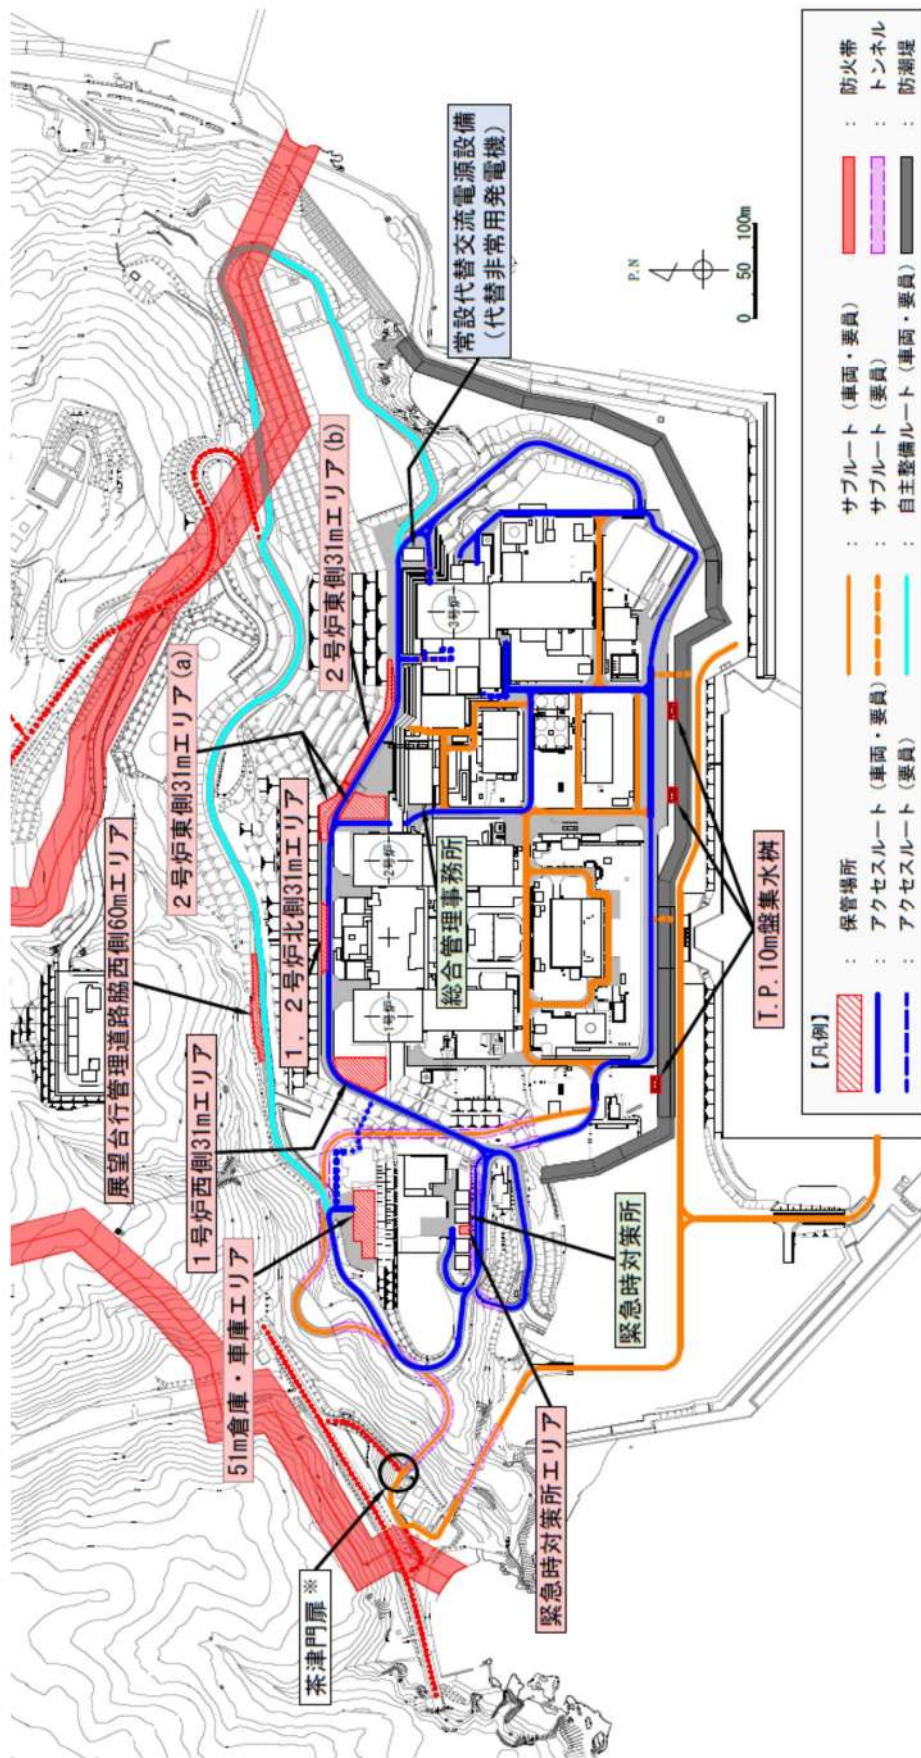 展望台行管理道路脇西側60mエリア
2号炉東側31mエリア(a)
1号炉西側31mエリア
1, 2号炉北側31mエリア
2号炉東側31mエリア(b)
51m倉庫・車庫エリア
茶津門扉※
常設代替交流電源設備
(代替非常用発電機)
総合管理事務所
1号炉
2号炉
3号炉
緊急時対策所
緊急時対策所エリア
T.P.10m盤集水桝
P.N
0 50 100m
【凡例】
: 保管場所
: アクセスルート(車両・要員)
: アクセスルート(要員)
: サブルート(車両・要員)
: サブルート(要員)
: 自主整備ルート(車両・要員)
: 防火帯
: トンネル
: 防潮堤